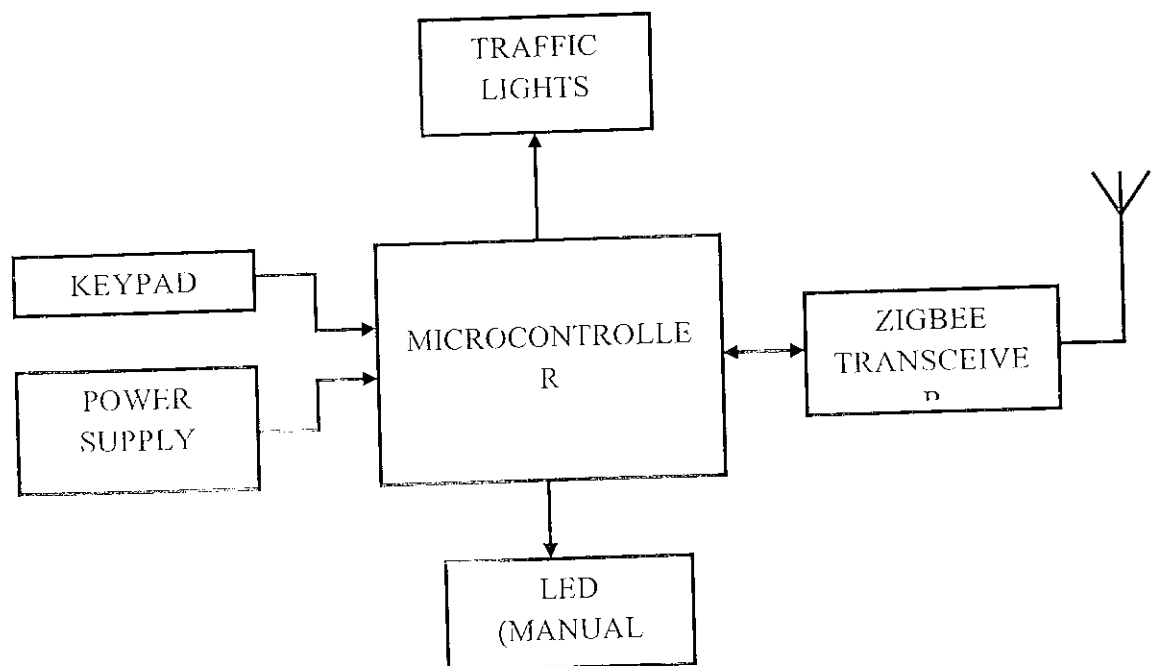 TRAFFIC
LIGHTS
KEYPAD
POWER
SUPPLY
MICROCONTROLLE
R
ZIGBEE
TRANSCEIVE
R
LED
(MANUAL